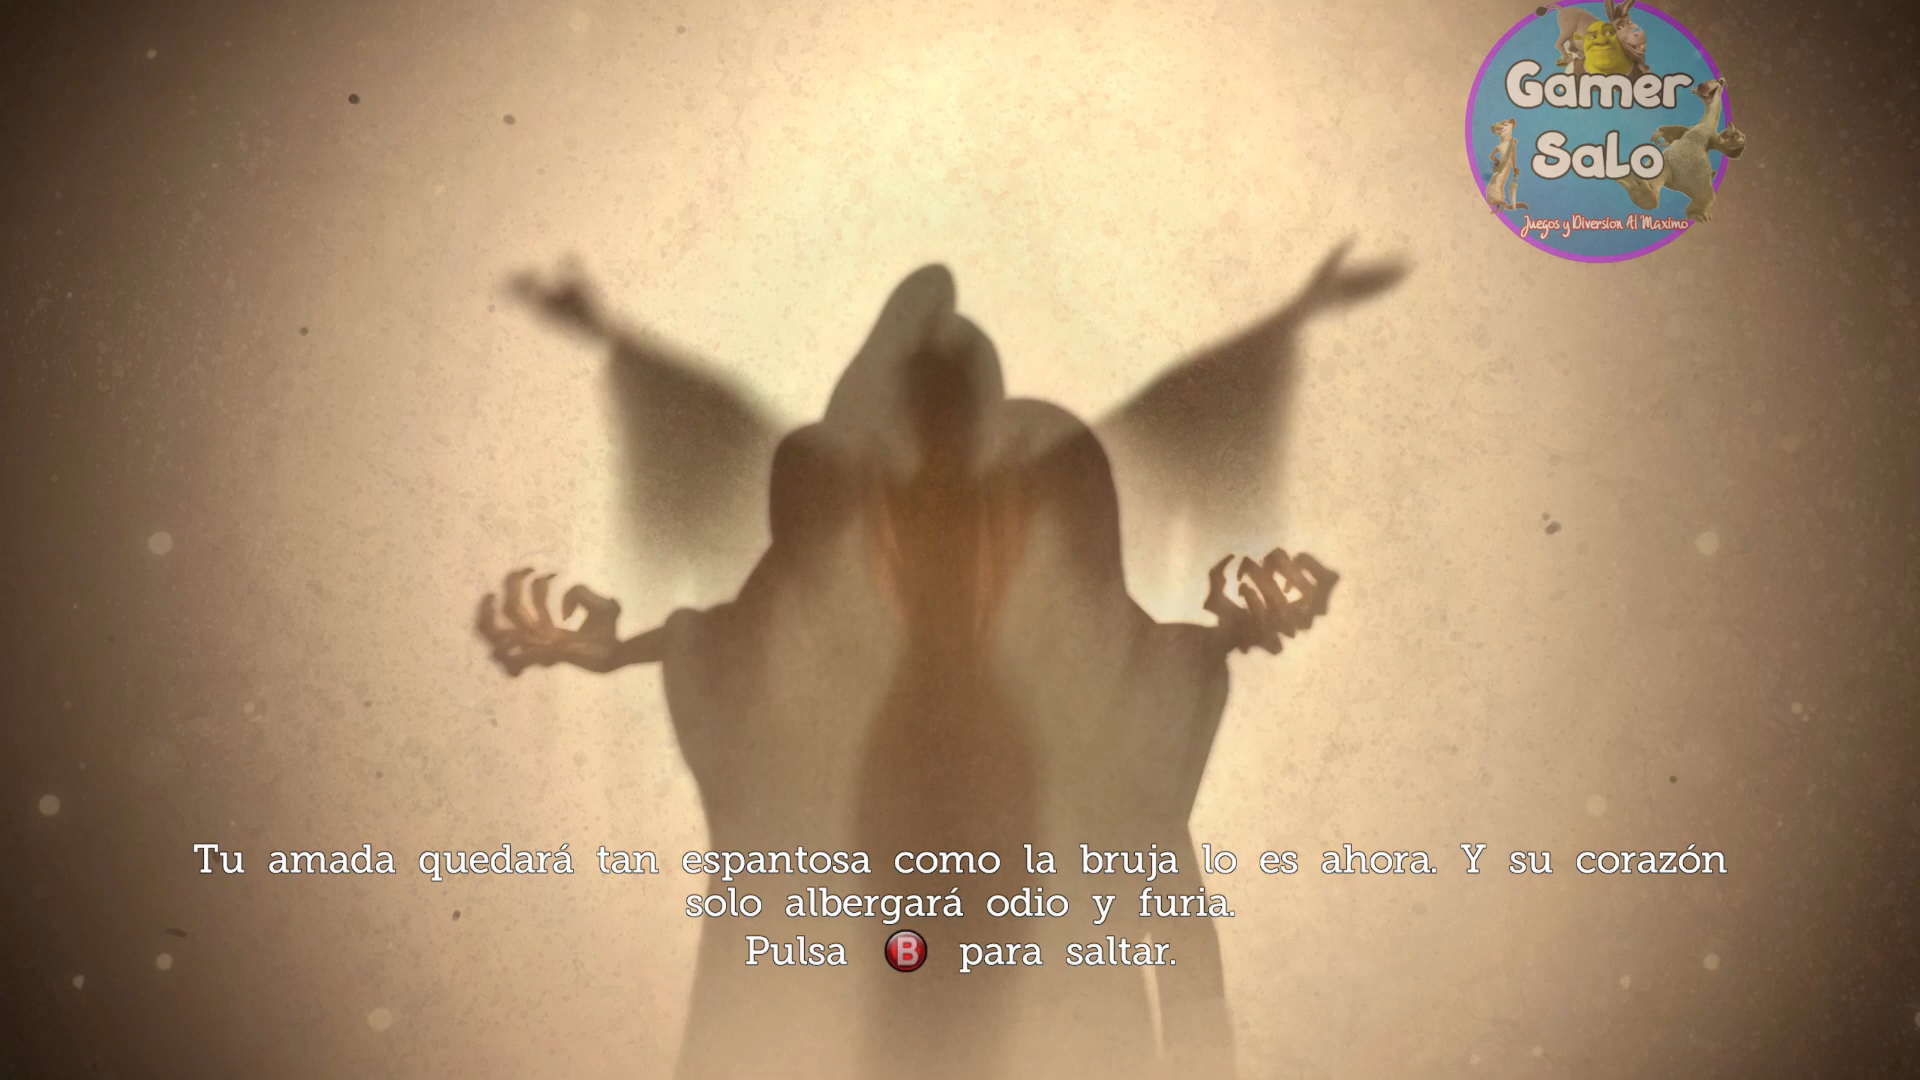 Gamer
SaLo
Juegos y Diversion Al Maximo
Tu amada quedará tan espantosa como la bruja lo es ahora. Y su corazón
solo albergará odio y furia.
Pulsa B para saltar.